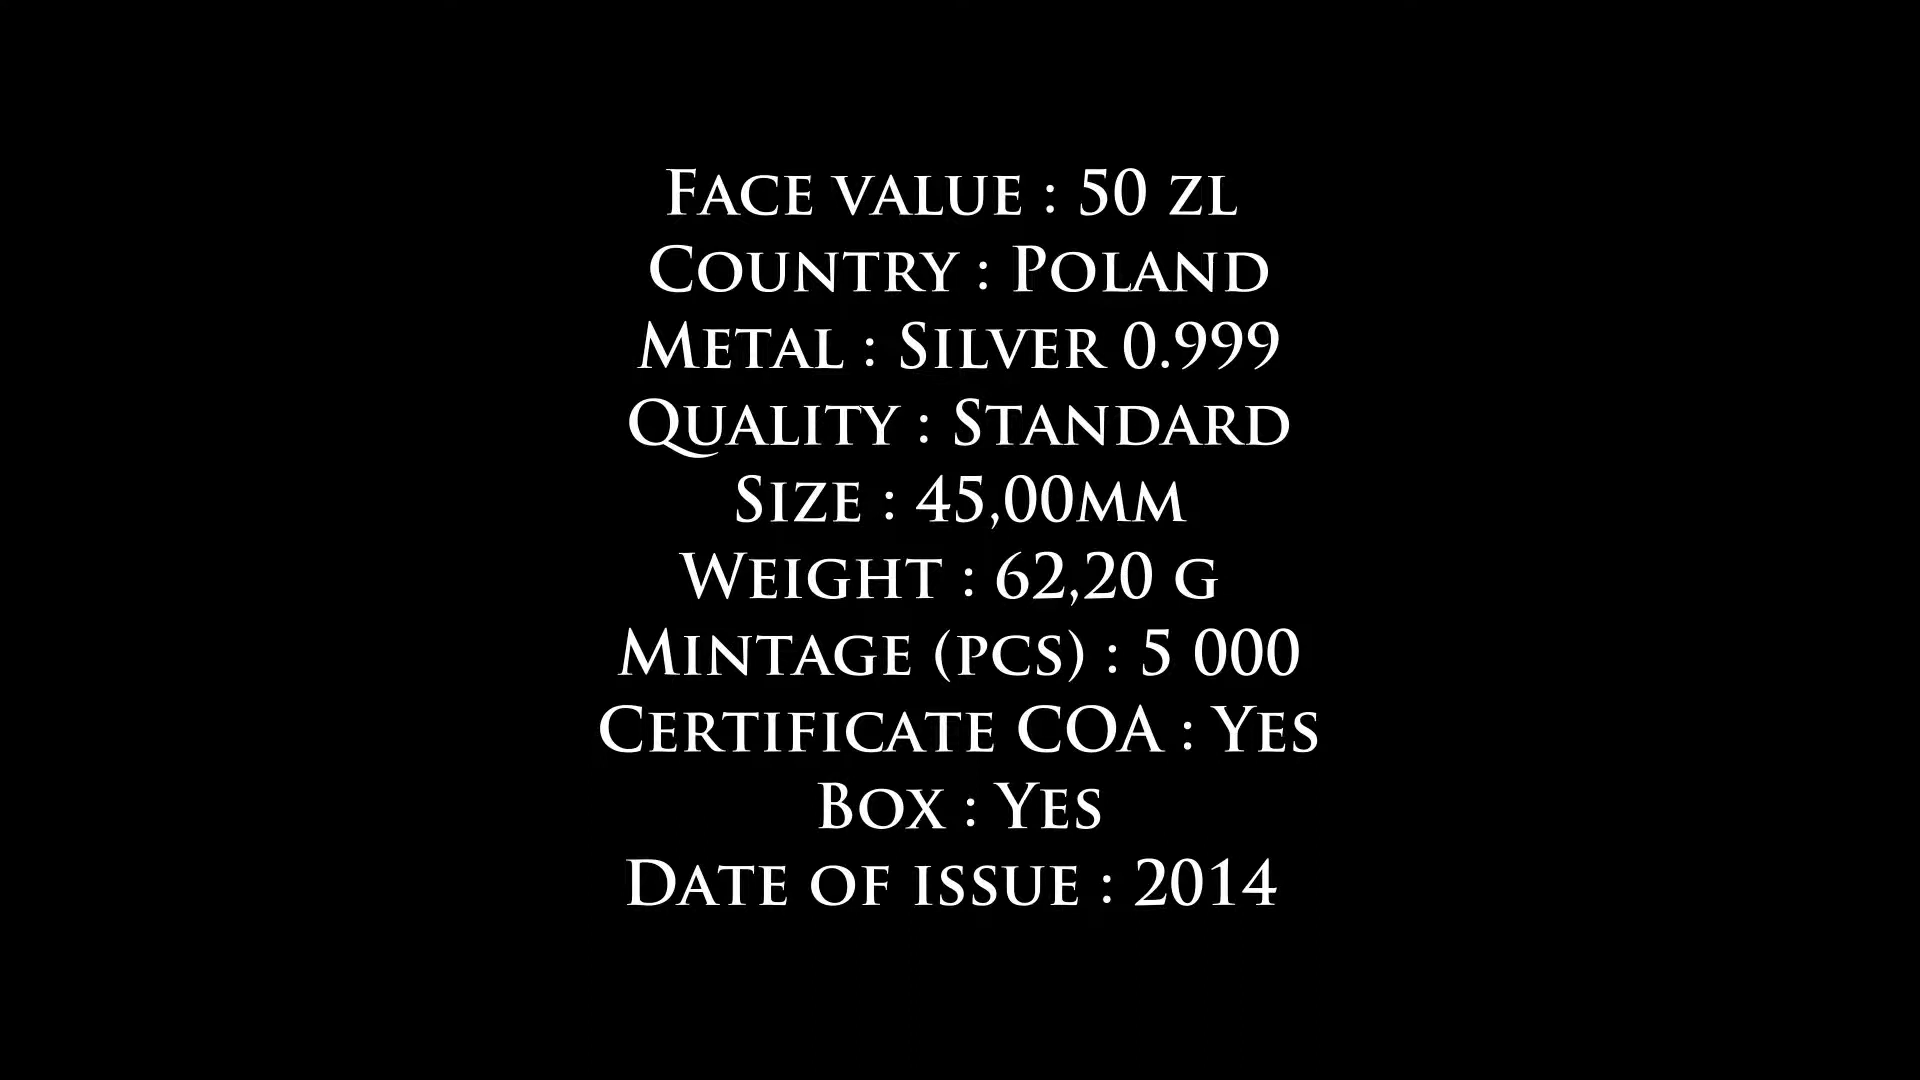 Face value : 50 zl
Country : Poland
Metal : Silver 0.999
Quality : Standard
Size : 45,00mm
Weight : 62,20 g
Mintage (pcs) : 5 000
Certificate COA : Yes
Box : Yes
Date of issue : 2014